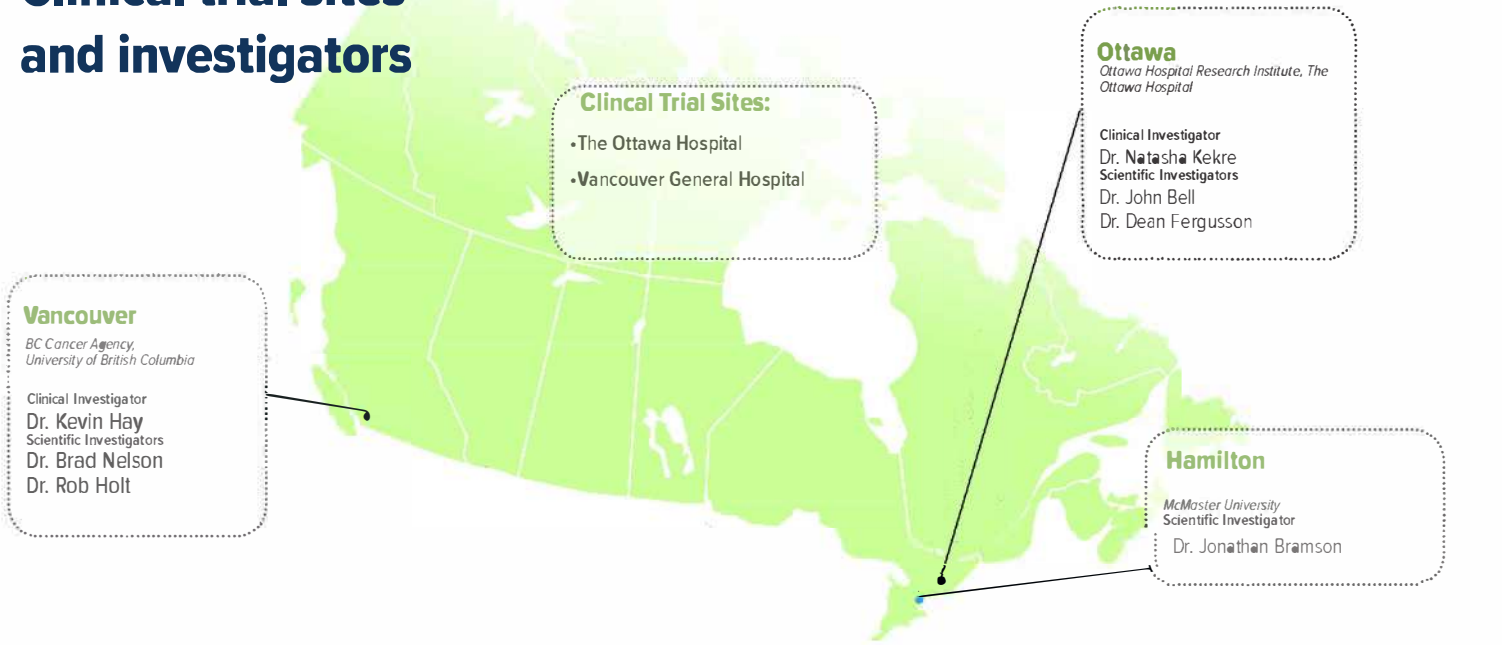 Clinical trial sites
and investigators
Clincal Trial Sites:
•The Ottawa Hospital
•Vancouver General Hospital
Ottawa
Ottawa Hospital Research Institute, The
Ottawa Hospital
Clinical Investigator
Dr. Natasha Kekre
Scientific Investigators
Dr. John Bell
Dr. Dean Fergusson
Vancouver
BC Cancer Agency,
University of British Columbia
Clinical Investigator
Dr. Kevin Hay
Scientific Investigators
Dr. Brad Nelson
Dr. Rob Holt
Hamilton
McMaster University
Scientific Investigator
Dr. Jonathan Bramson